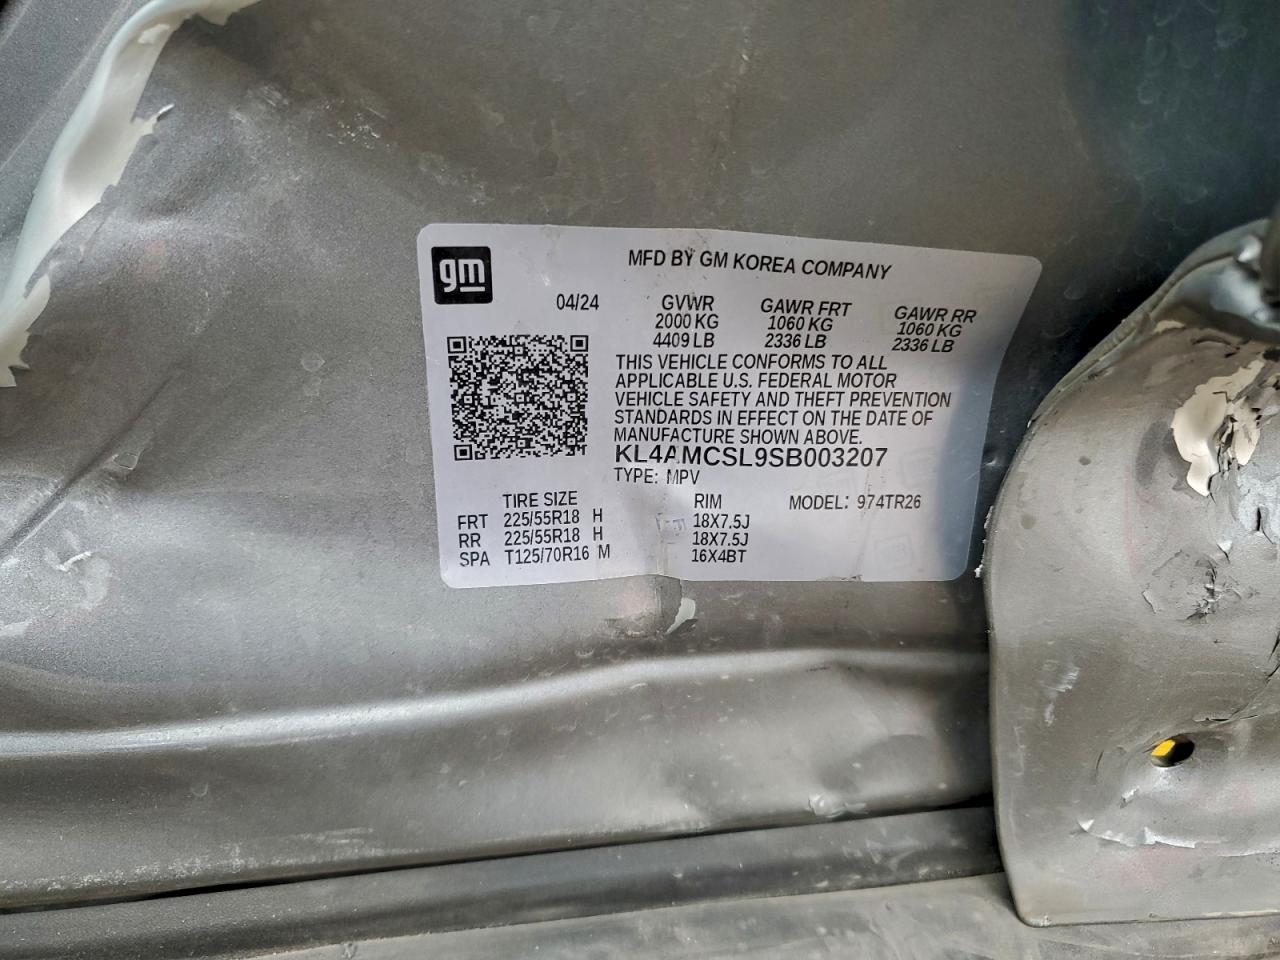 gm
MFD BY GM KOREA COMPANY
04/24 GVWR GAWR FRT GAWR RR
2000 KG 1060 KG 1060 KG
4409 LB 2336 LB 2336 LB
THIS VEHICLE CONFORMS TO ALL
APPLICABLE U.S. FEDERAL MOTOR
VEHICLE SAFETY AND THEFT PREVENTION
STANDARDS IN EFFECT ON THE DATE OF
MANUFACTURE SHOWN ABOVE.
KL4AMCSL9SB003207
TYPE: MPV
TIRE SIZE RIM MODEL: 974TR26
FRT 225/55R18 H 18X7.5J
RR 225/55R18 H 18X7.5J
SPA T125/70R16 M 16X4BT